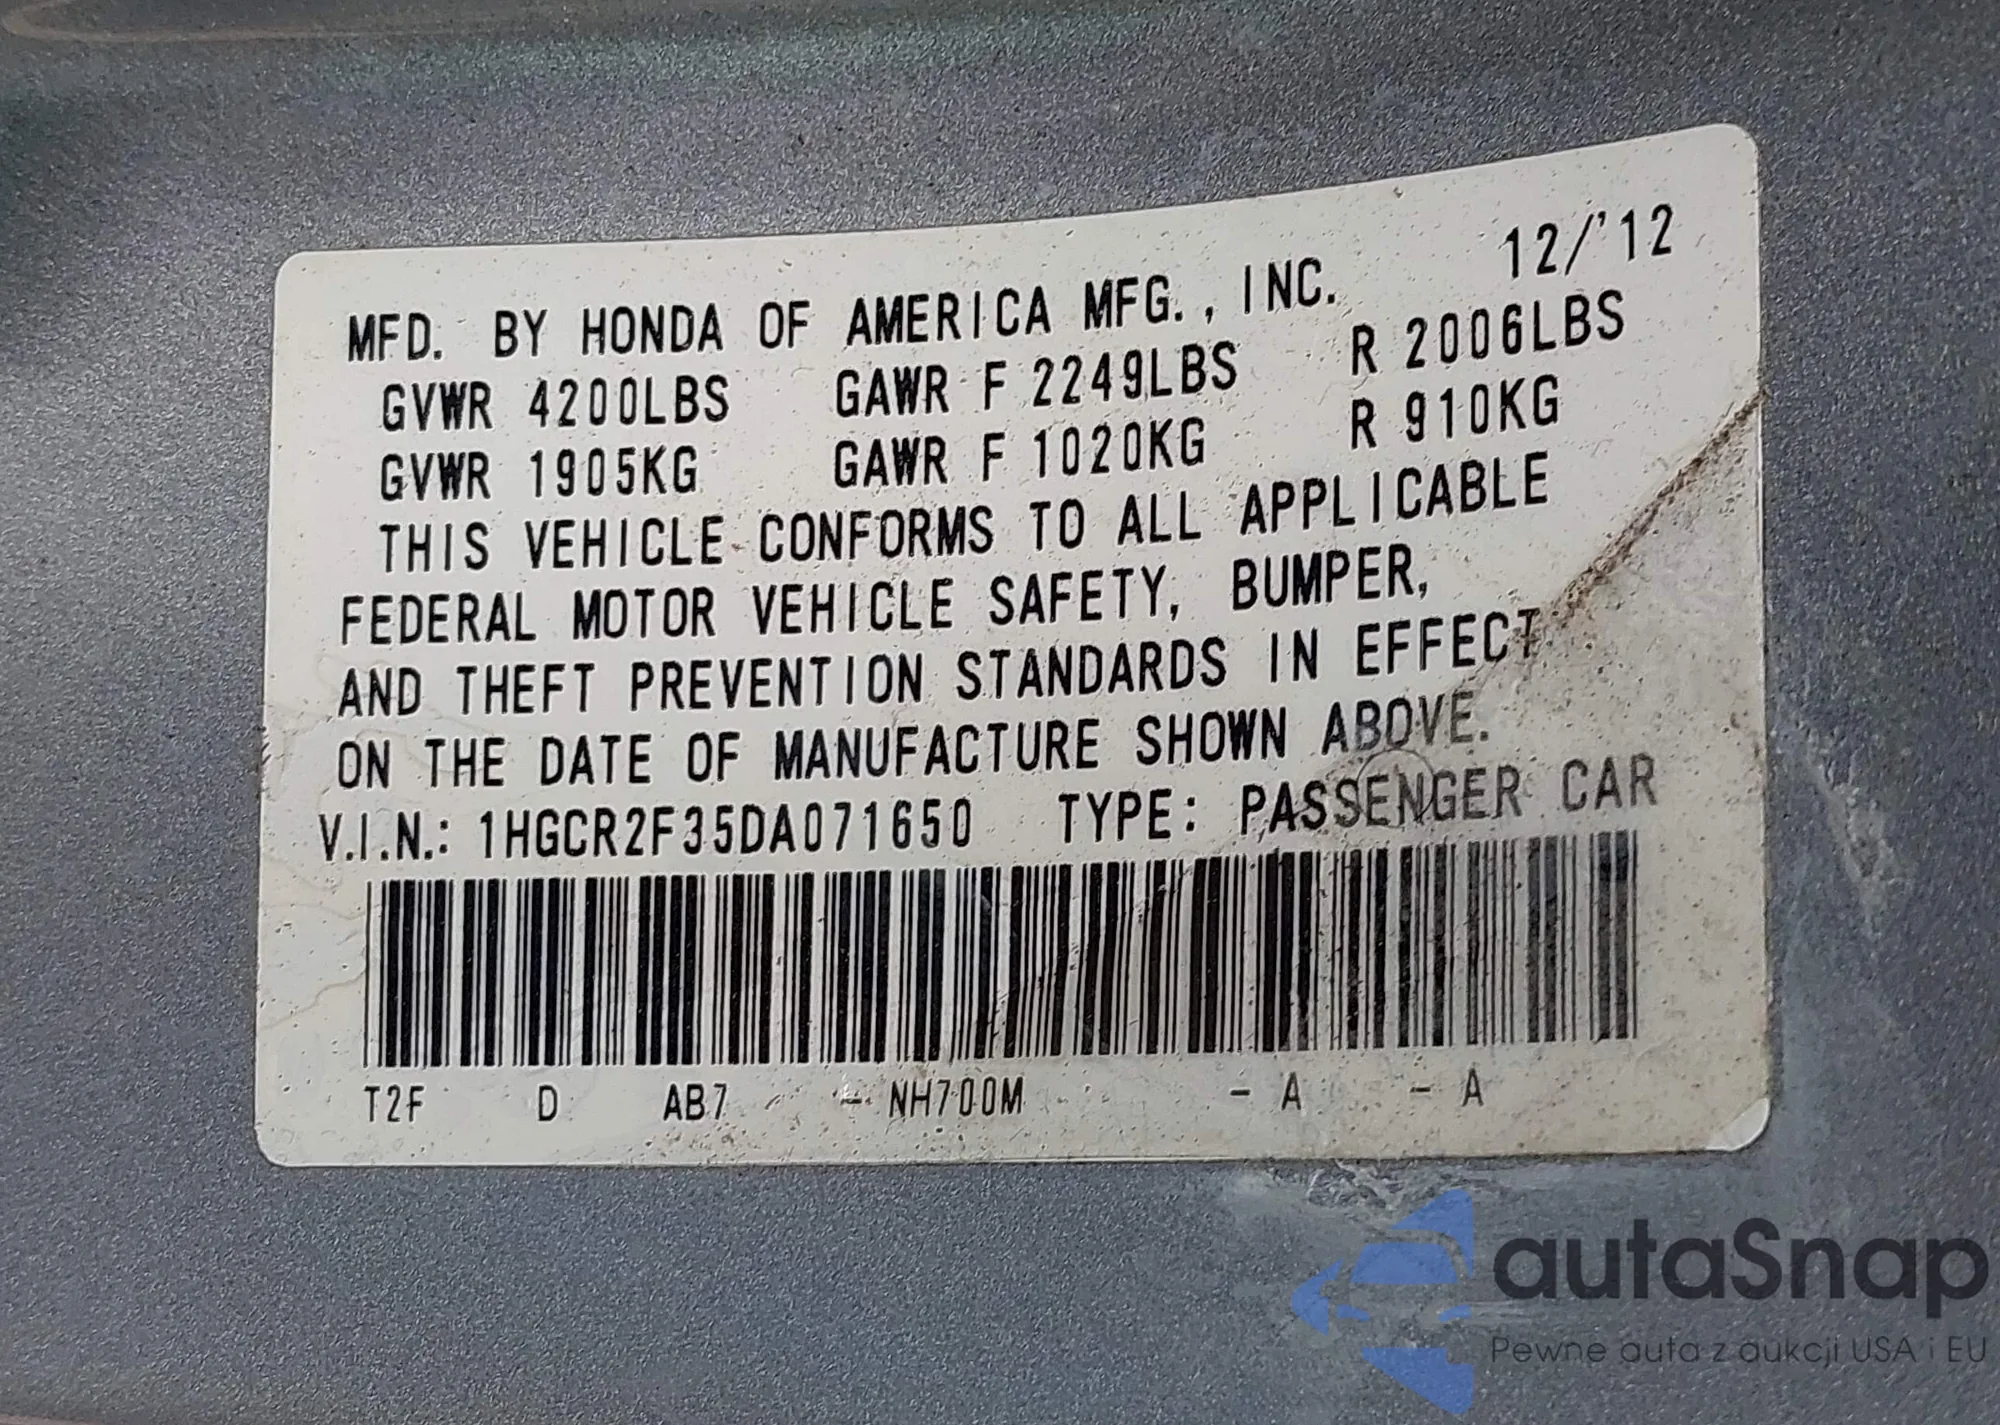 MFD. BY HONDA OF AMERICA MFG., INC. 12/'12
GVWR 4200LBS GAWR F 2249LBS R 2006LBS
GVWR 1905KG GAWR F 1020KG R 910KG
THIS VEHICLE CONFORMS TO ALL APPLICABLE
FEDERAL MOTOR VEHICLE SAFETY, BUMPER,
AND THEFT PREVENTION STANDARDS IN EFFECT
ON THE DATE OF MANUFACTURE SHOWN ABOVE.
V.I.N.: 1HGCR2F35DA071650 TYPE: PASSENGER CAR
T2F D AB7 - NH700M - A - A
autaSnap
Pewne auta z aukcji USA i EU